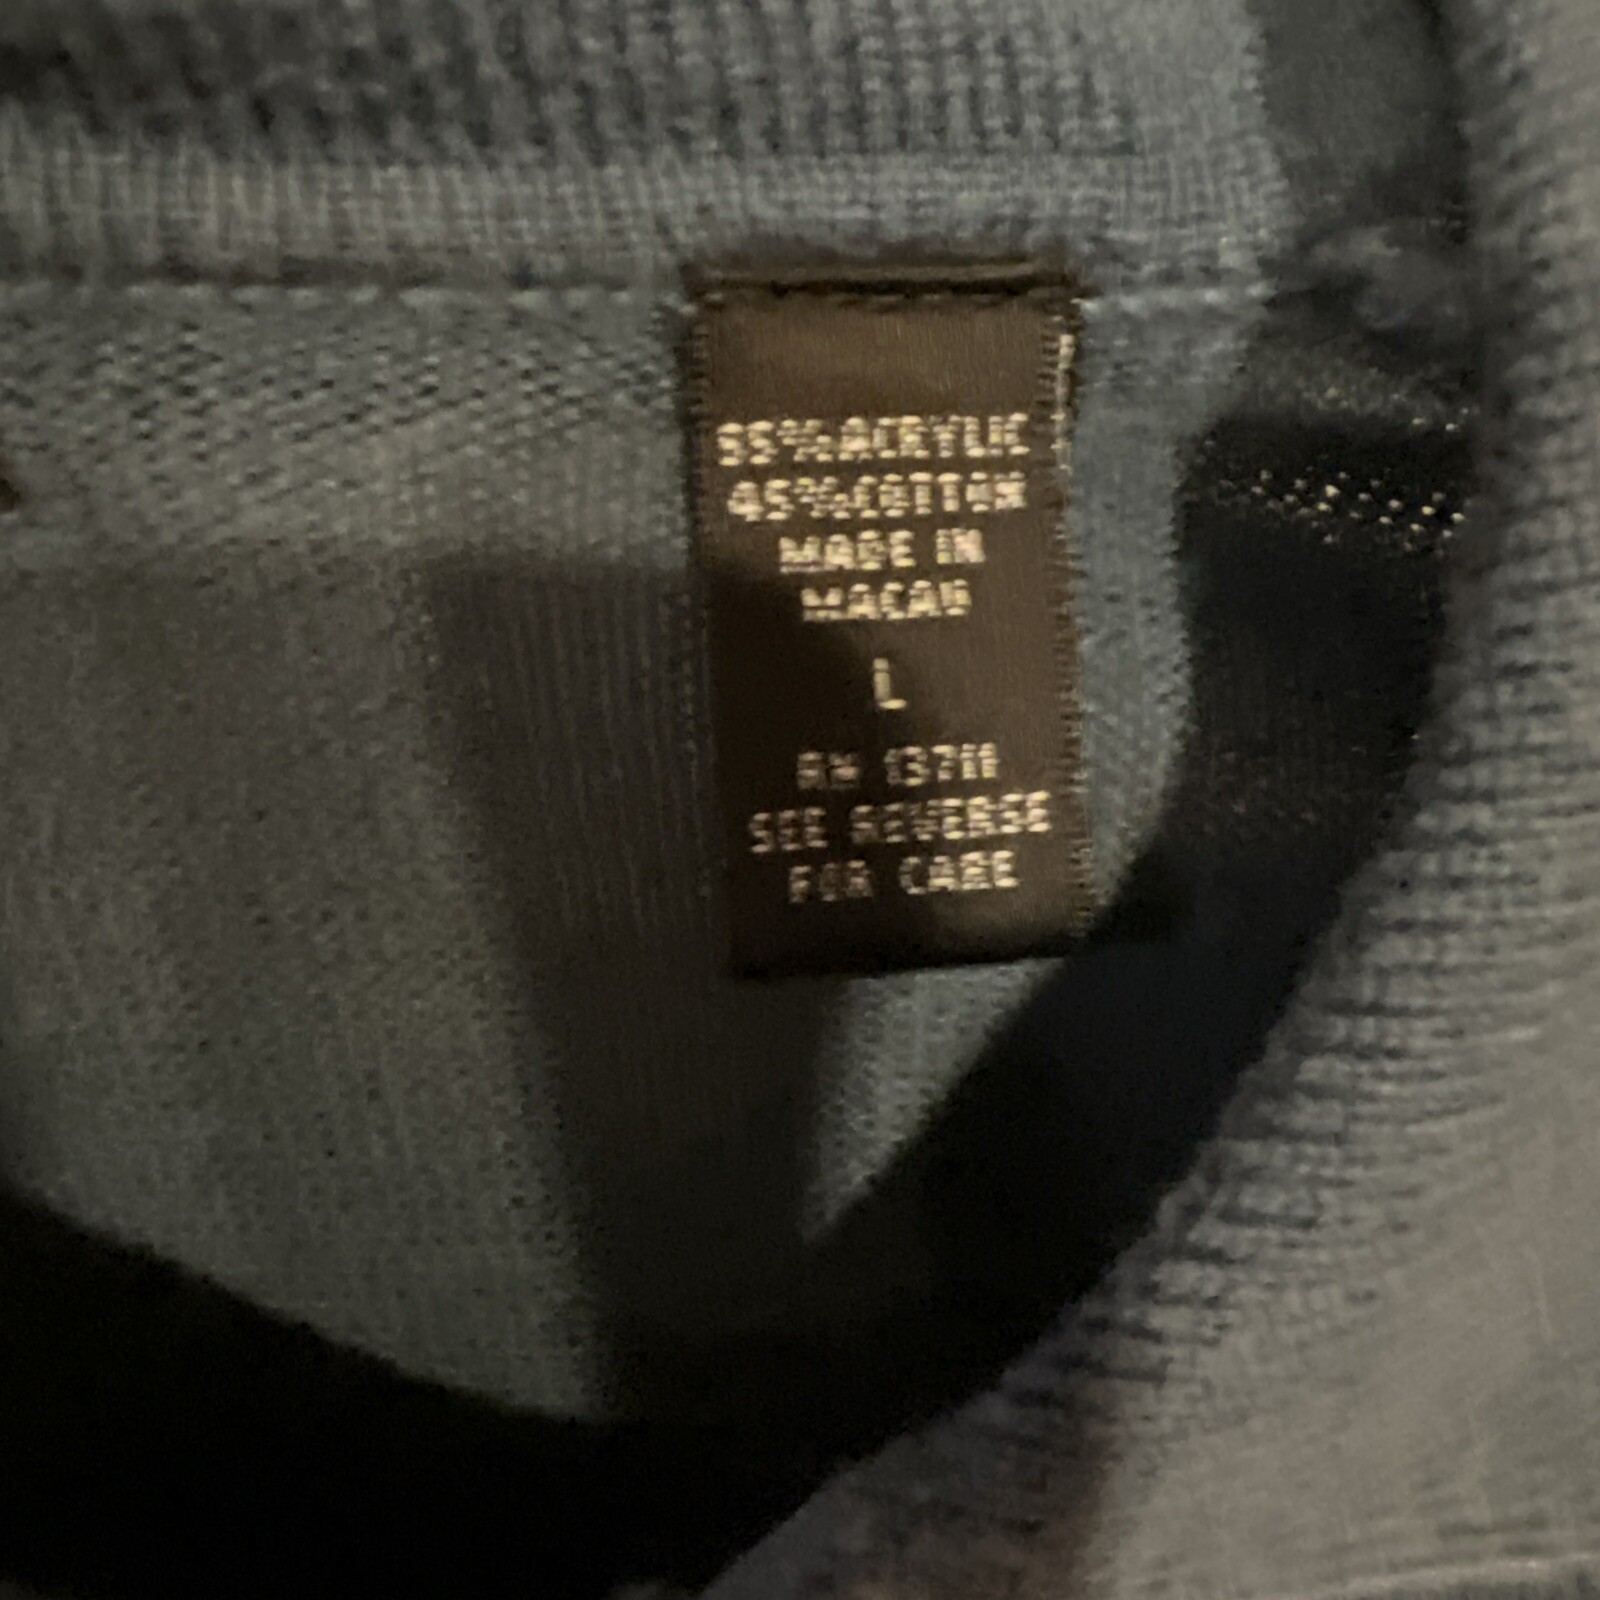 55%ACRYLIC
45%COTTON
MADE IN
MACAU
L
RN 13711
SEE REVERSE
FOR CARE